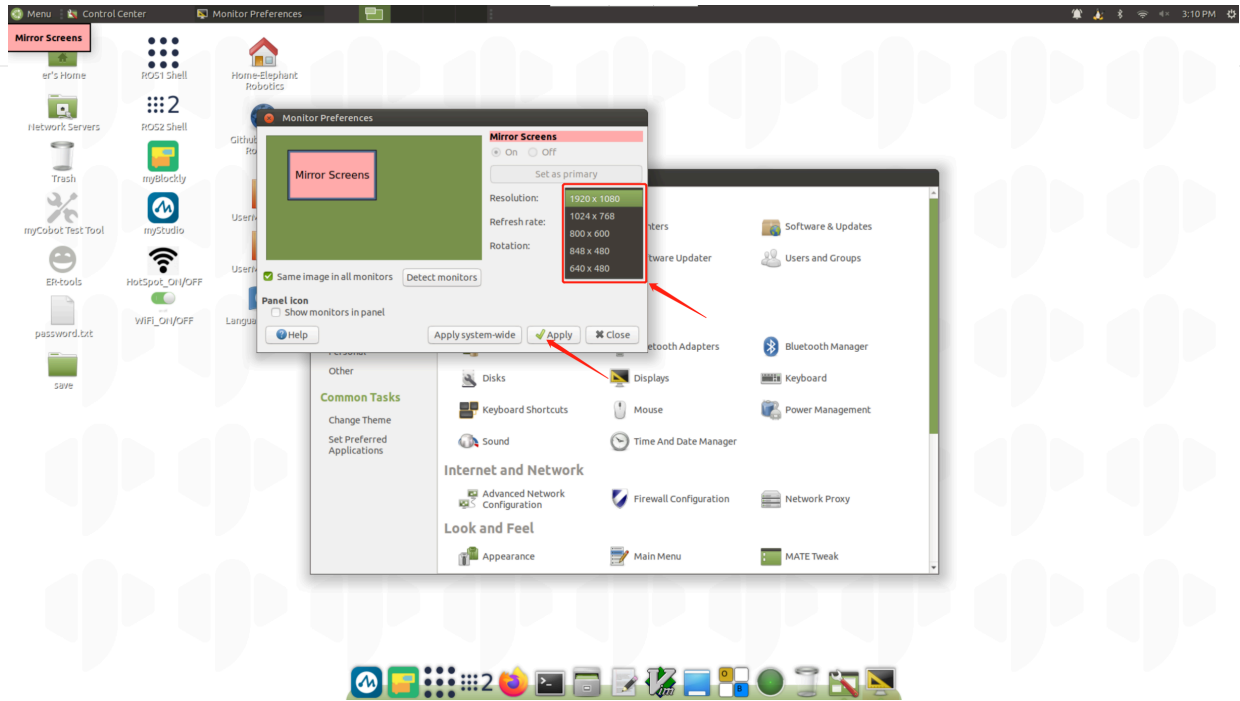 Menu
Control Center
Monitor Preferences
3:10 PM
Mirror Screens
er's Home
ROS1 Shell
Home-Elephant
Robotics
Network Servers
2
ROS2 Shell
Trash
myBlockly
myCobot Test Tool
myStudio
ER-tools
HotSpot_ON/OFF
WiFi_ON/OFF
password.txt
save
Monitor Preferences
Mirror Screens
Mirror Screens
On
Off
Set as primary
Resolution:
1920 x 1080
1024 x 768
800 x 600
848 x 480
640 x 480
Refresh rate:
Rotation:
Same image in all monitors
Detect monitors
Panel icon
Show monitors in panel
Help
Apply system-wide
Apply
Close
Software & Updates
tware Updater
Users and Groups
Bluetooth Manager
Other
Disks
Displays
Keyboard
Common Tasks
Keyboard Shortcuts
Mouse
Power Management
Change Theme
Set Preferred
Applications
Sound
Time And Date Manager
Internet and Network
Advanced Network
Configuration
Firewall Configuration
Network Proxy
Look and Feel
Appearance
Main Menu
MATE Tweak
2